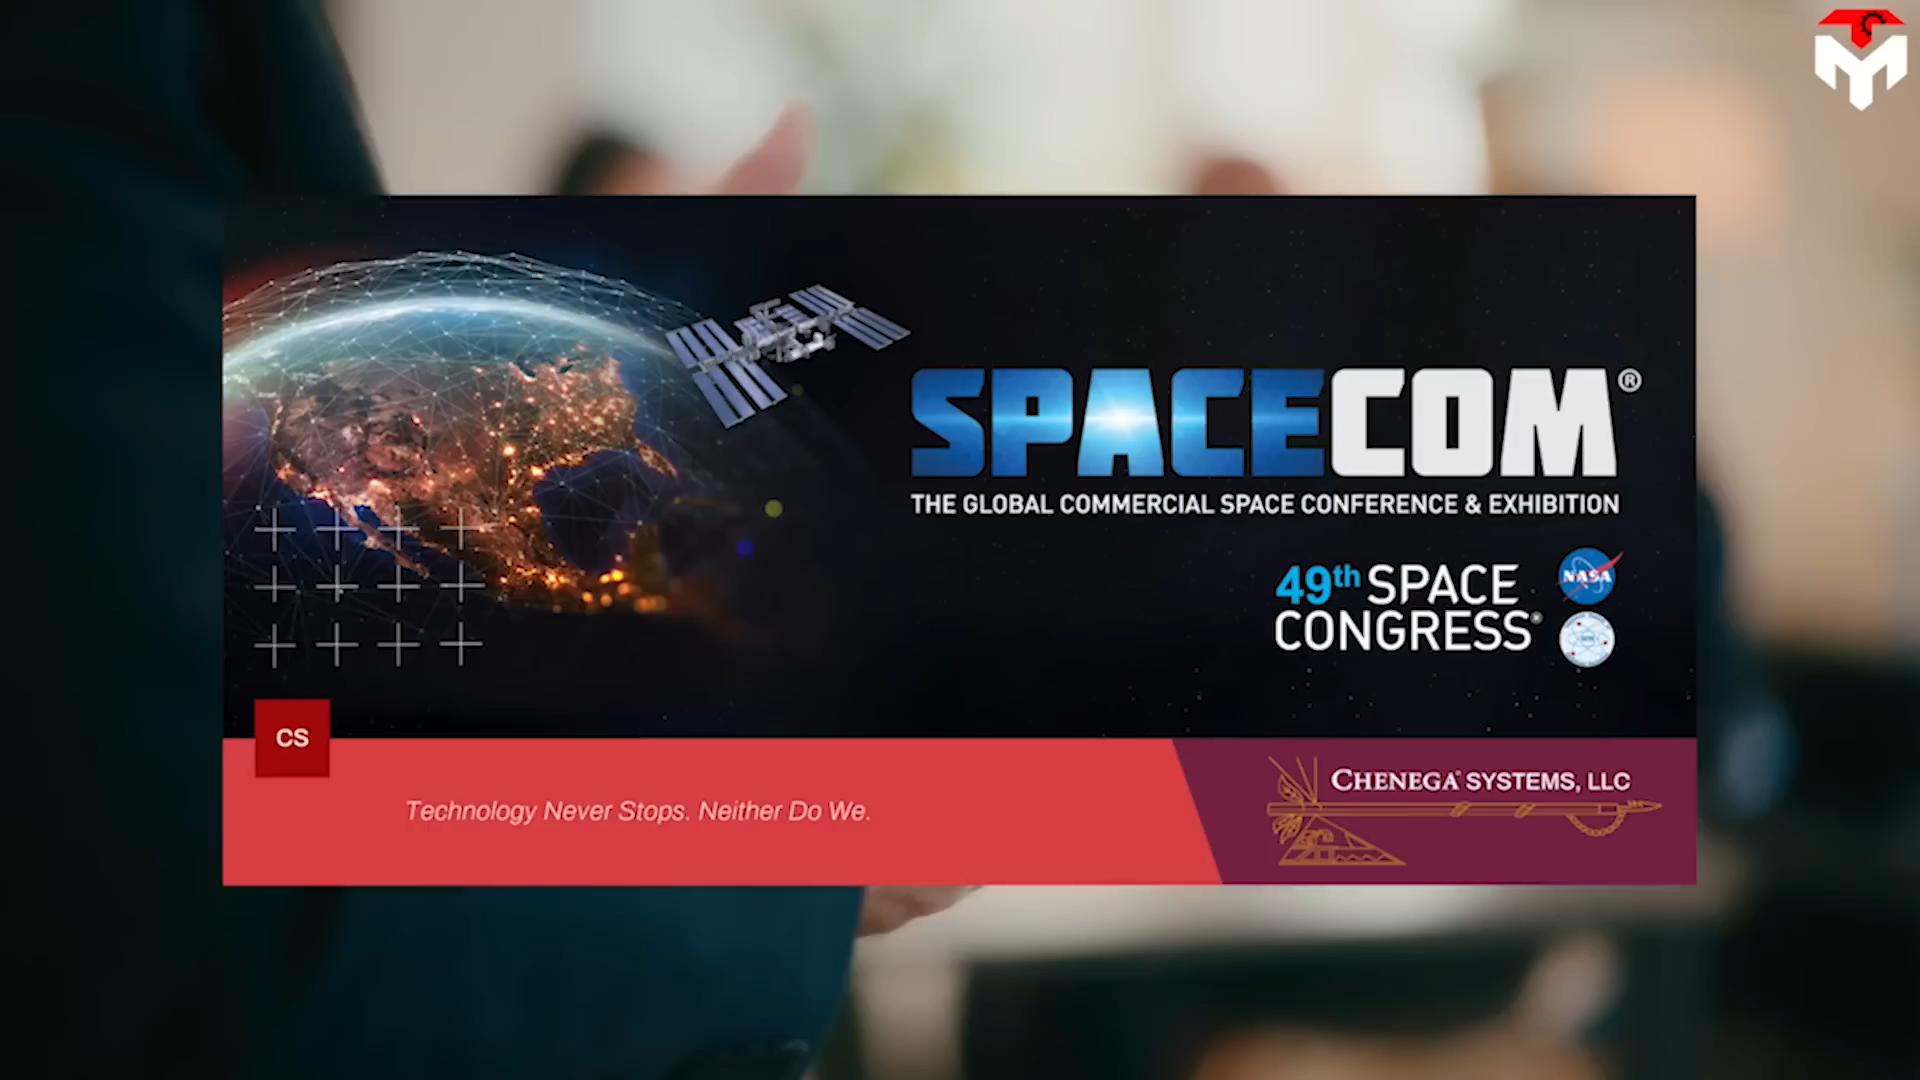 SPACECOM®
THE GLOBAL COMMERCIAL SPACE CONFERENCE & EXHIBITION
49th SPACE
CONGRESS®
NASA
CS
Technology Never Stops. Neither Do We.
CHENEGA® SYSTEMS, LLC